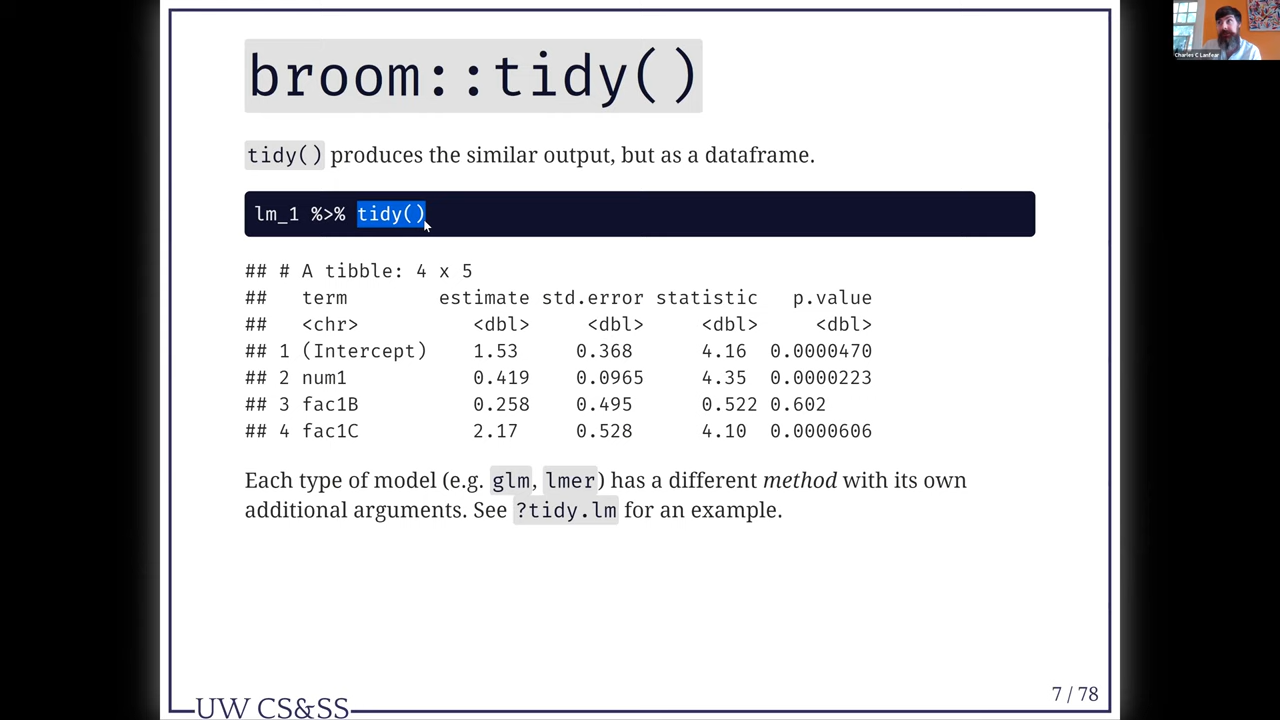 broom::tidy()
Charles C Lanfear
tidy() produces the similar output, but as a dataframe.
lm_1 %>% tidy()
## # A tibble: 4 x 5
##   term        estimate std.error statistic   p.value
##   <chr>          <dbl>     <dbl>     <dbl>     <dbl>
## 1 (Intercept)    1.53     0.368      4.16  0.0000470
## 2 num1           0.419    0.0965     4.35  0.0000223
## 3 fac1B          0.258    0.495      0.522 0.602
## 4 fac1C          2.17     0.528      4.10  0.0000606
Each type of model (e.g. glm, lmer) has a different method with its own
additional arguments. See ?tidy.lm for an example.
7 / 78
UW CS&SS